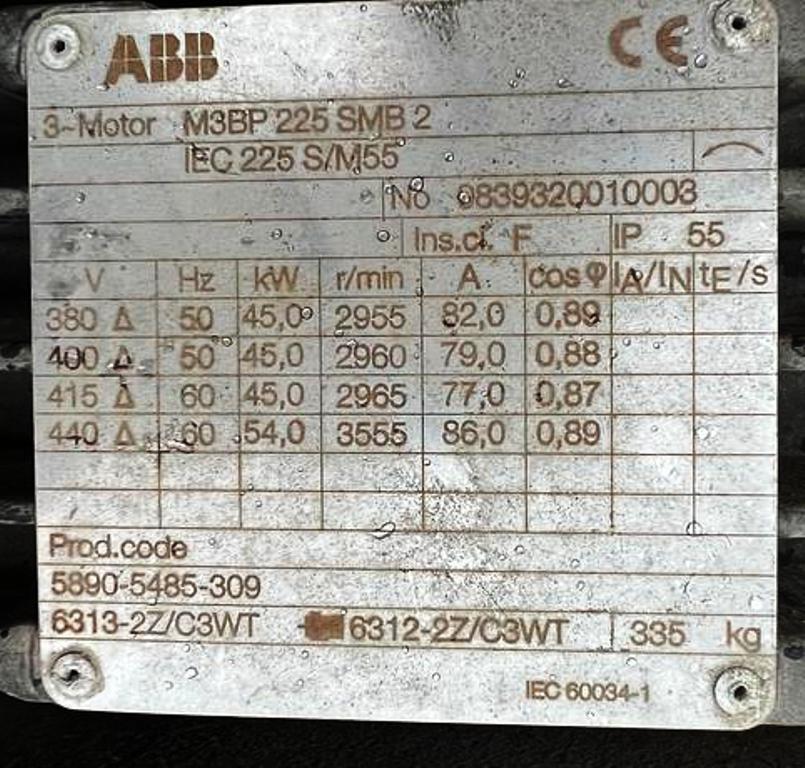 ABB CE
3~Motor M3BP 225 SMB 2
IEC 225 S/M55
No 0839320010003
Ins.cl. F IP 55
V Hz kW r/min A cos φ IA/IN tE/s
380 Δ 50 45,0 2955 82,0 0,89
400 Δ 50 45,0 2960 79,0 0,88
415 Δ 60 45,0 2965 77,0 0,87
440 Δ 60 54,0 3555 86,0 0,89
Prod.code
5890-5485-309
6313-2Z/C3WT 6312-2Z/C3WT 335 kg
IEC 60034-1